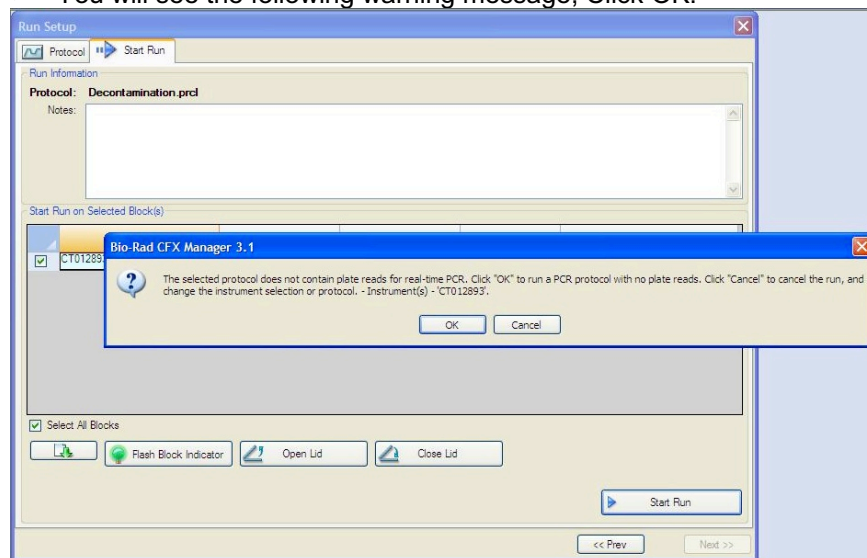 You will see the following warning message, Click OK.
Run Setup
Protocol
Start Run
Run Information
Protocol: Decontamination.prcl
Notes:
Start Run on Selected Block(s)
Bio-Rad CFX Manager 3.1
The selected protocol does not contain plate reads for real-time PCR. Click "OK" to run a PCR protocol with no plate reads. Click "Cancel" to cancel the run, and
change the instrument selection or protocol. - Instrument(s) - 'CT012893'.
OK Cancel
Select All Blocks
Flash Block Indicator Open Lid Close Lid
Start Run
<< Prev Next >>